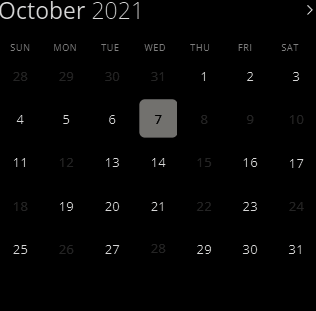 October 2021
SUN MON TUE WED THU FRI SAT
28 29 30 31 1 2 3
4 5 6 7 8 9 10
11 12 13 14 15 16 17
18 19 20 21 22 23 24
25 26 27 28 29 30 31